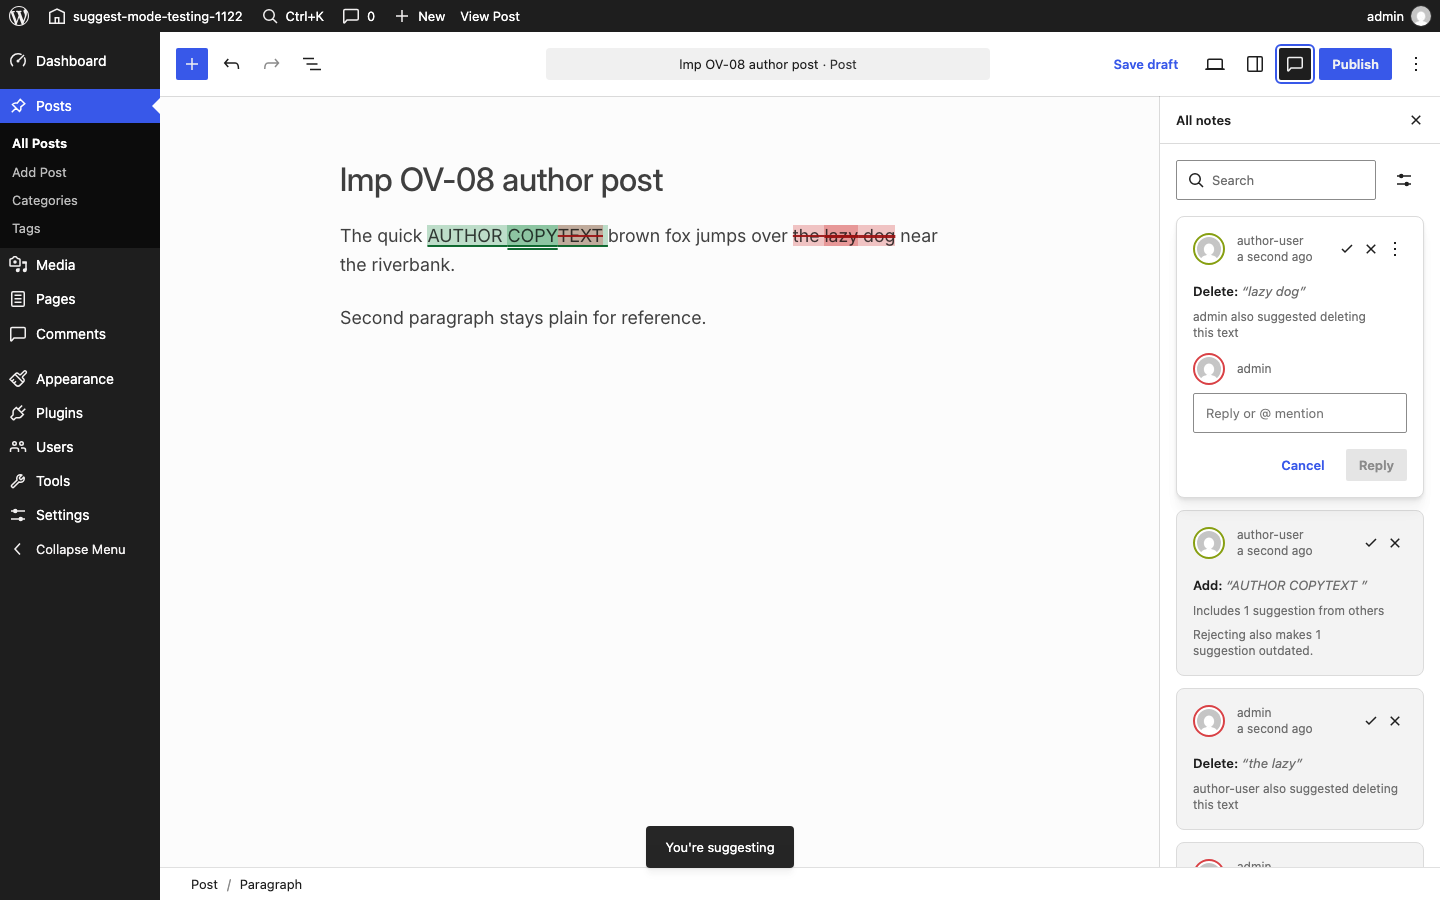 suggest-mode-testing-1122 Ctrl+K 0 New View Post admin
Dashboard
Posts
All Posts
Add Post
Categories
Tags
Media
Pages
Comments
Appearance
Plugins
Users
Tools
Settings
Collapse Menu
Imp OV-08 author post · Post
Save draft
Publish
Imp OV-08 author post
The quick AUTHOR COPYTEXT brown fox jumps over the lazy dog near
the riverbank.
Second paragraph stays plain for reference.
You're suggesting
Post / Paragraph
All notes
Search
author-user
a second ago
Delete: “lazy dog”
admin also suggested deleting
this text
admin
Reply or @ mention
Cancel Reply
author-user
a second ago
Add: “AUTHOR COPYTEXT ”
Includes 1 suggestion from others
Rejecting also makes 1
suggestion outdated.
admin
a second ago
Delete: “the lazy”
author-user also suggested deleting
this text
admin